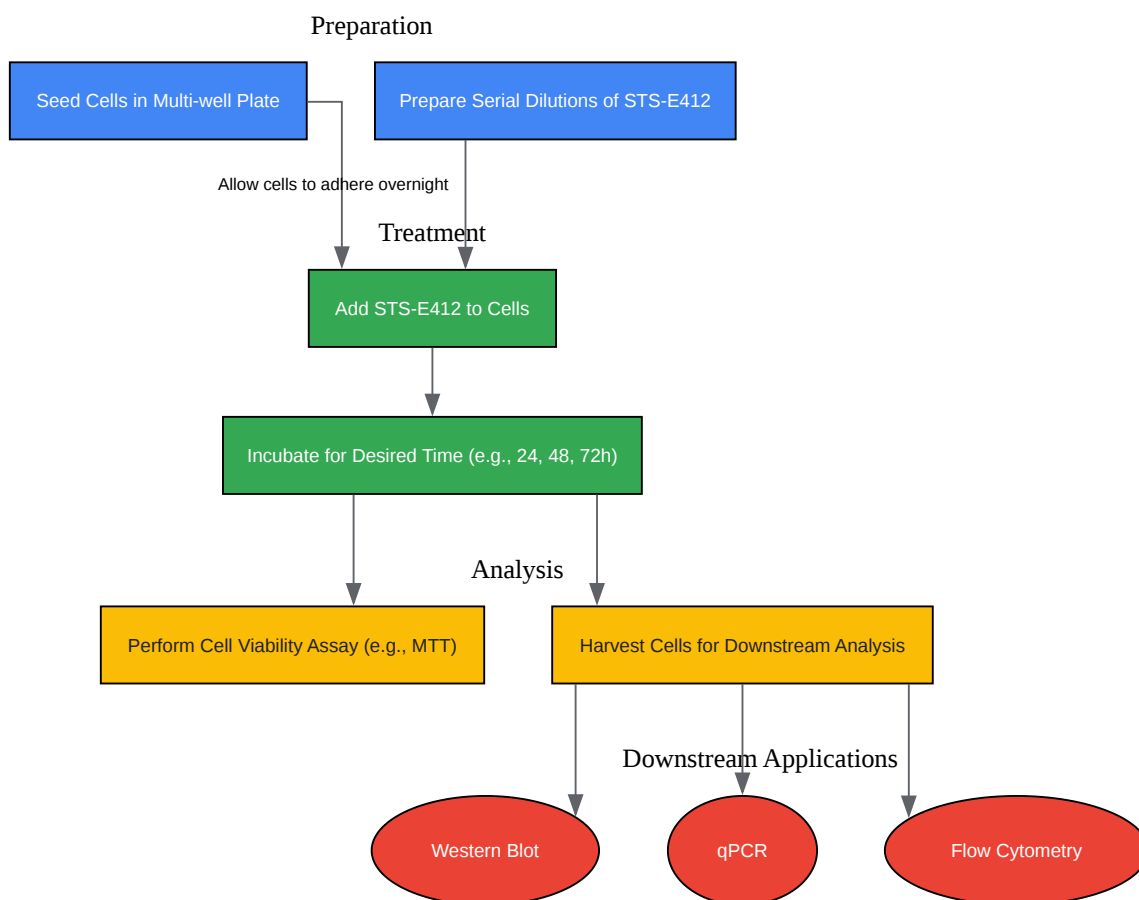 Preparation
Seed Cells in Multi-well Plate
Prepare Serial Dilutions of STS-E412
Allow cells to adhere overnight
Treatment
Add STS-E412 to Cells
Incubate for Desired Time (e.g., 24, 48, 72h)
Analysis
Perform Cell Viability Assay (e.g., MTT)
Harvest Cells for Downstream Analysis
Downstream Applications
Western Blot
qPCR
Flow Cytometry